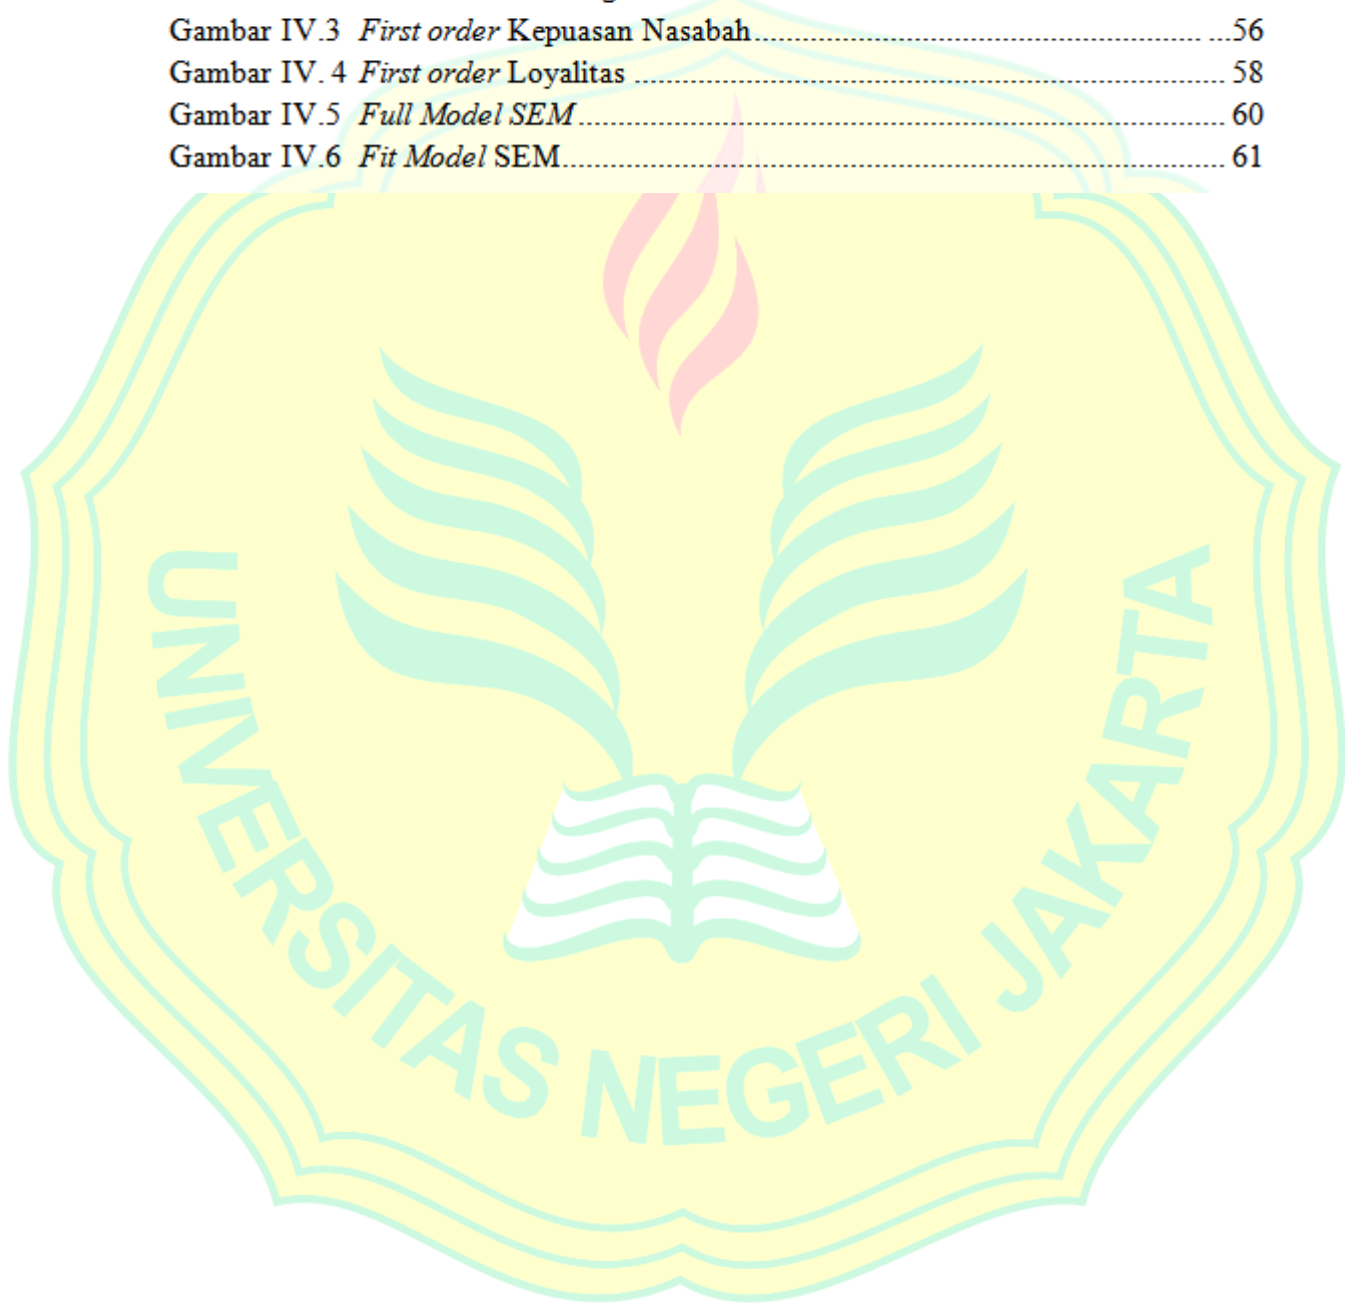 Gambar IV.3 First order Kepuasan Nasabah.......................................................................... ...56
Gambar IV. 4 First order Loyalitas ................................................................................................ 58
Gambar IV.5 Full Model SEM......................................................................................................... 60
Gambar IV.6 Fit Model SEM............................................................................................................ 61
UNIVERSITAS NEGERI JAKARTA